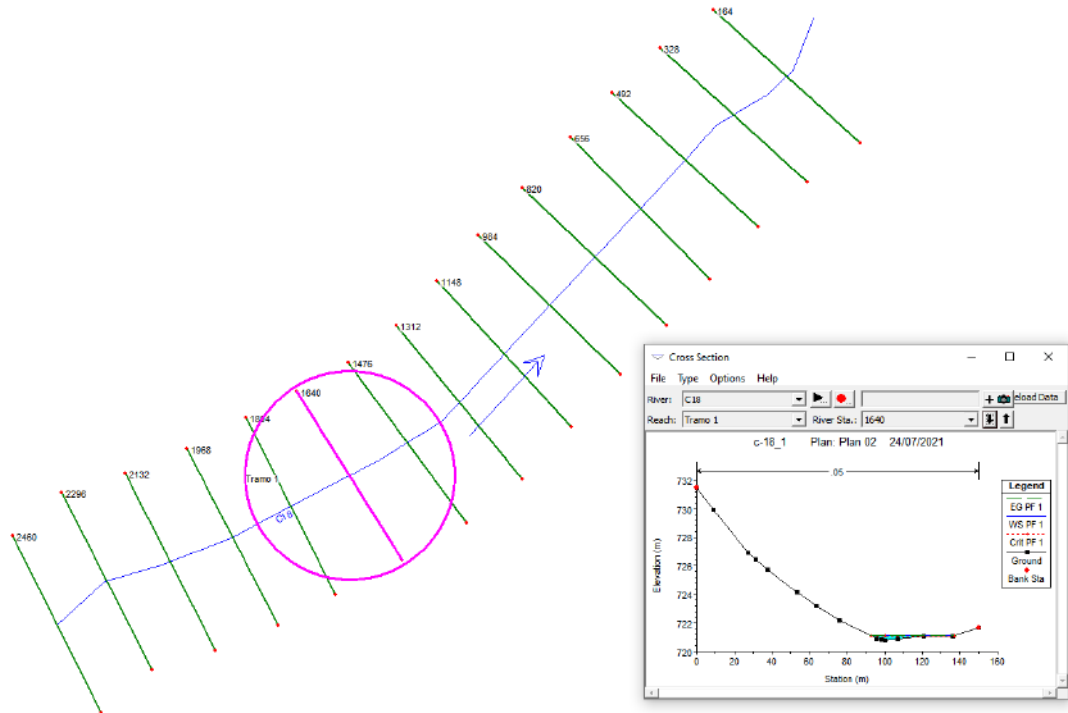 164
328
492
656
820
984
1148
1312
1476
1640
1804
1968
2132
2296
2460
Tramo 1
C18
Cross Section
File Type Options Help
River: C18 eload Data
Reach: Tramo 1 River Sta.: 1640
c-18_1 Plan: Plan 02 24/07/2021
.05
732
730
728
726
724
722
720
0 20 40 60 80 100 120 140 160
Elevation (m)
Station (m)
Legend
EG PF 1
WS PF 1
Crit PF 1
Ground
Bank Sta